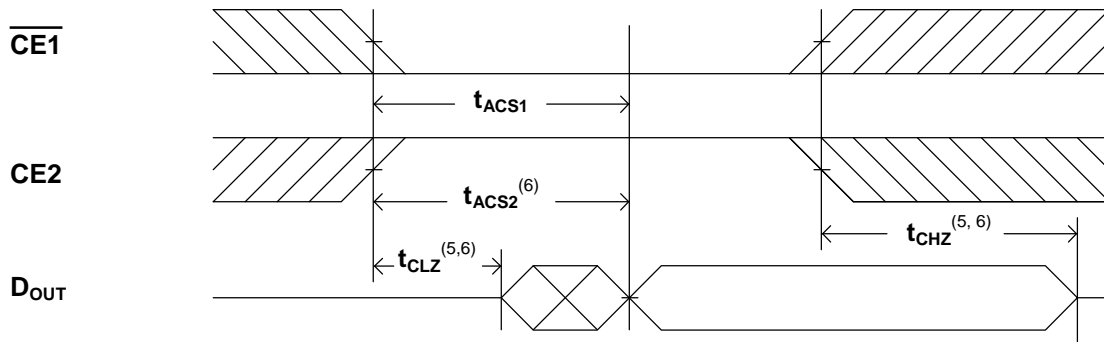 CE1
tACS1
CE2
tACS2(6)
tCHZ(5, 6)
tCLZ(5,6)
DOUT